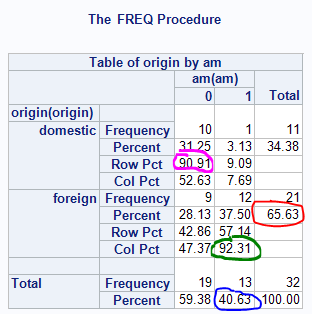 The FREQ Procedure
Table of origin by am
am(am)
0 1 Total
origin(origin)
domestic Frequency 10 1 11
Percent 31.25 3.13 34.38
Row Pct 90.91 9.09
Col Pct 52.63 7.69
foreign Frequency 9 12 21
Percent 28.13 37.50 65.63
Row Pct 42.86 57.14
Col Pct 47.37 92.31
Total Frequency 19 13 32
Percent 59.38 40.63 100.00